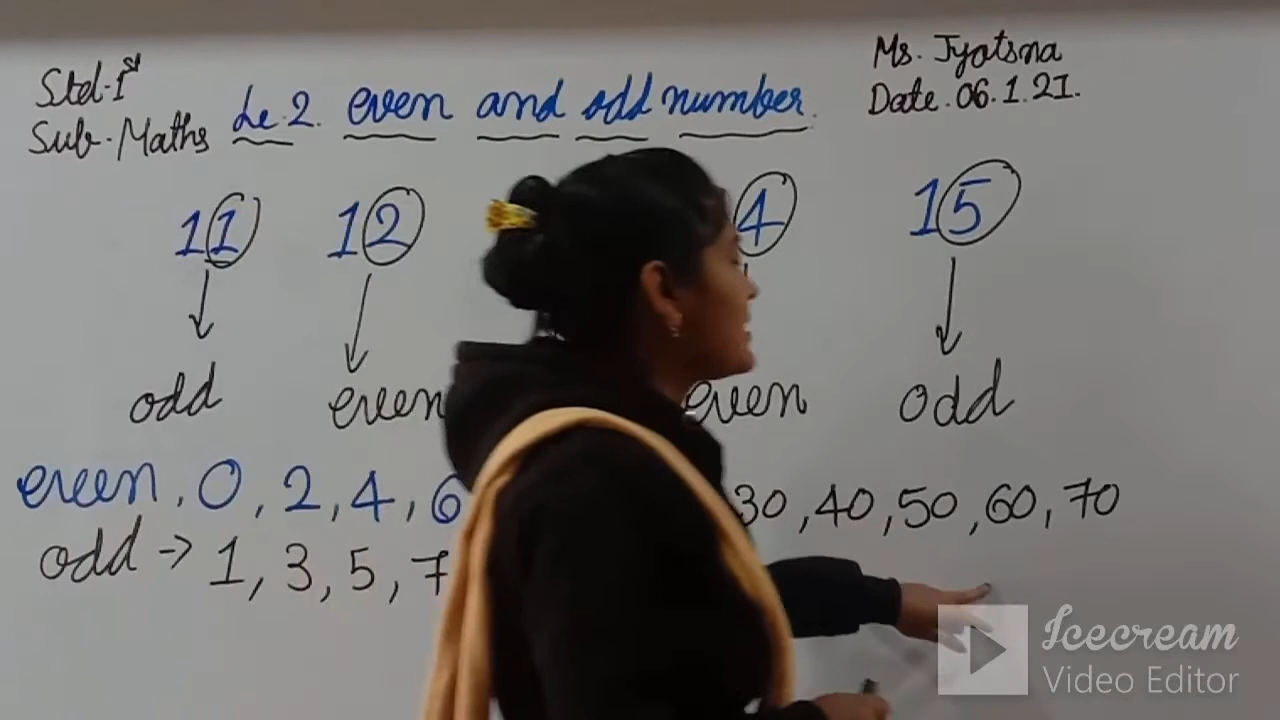 Std-1st
Sub-Maths
Le.2. even and odd number.
Ms. Jyotsna
Date.06.1.21.
11 12 4 15
odd even even odd
even, 0, 2, 4, 6 30, 40, 50, 60, 70
odd → 1, 3, 5, 7
Icecream
Video Editor